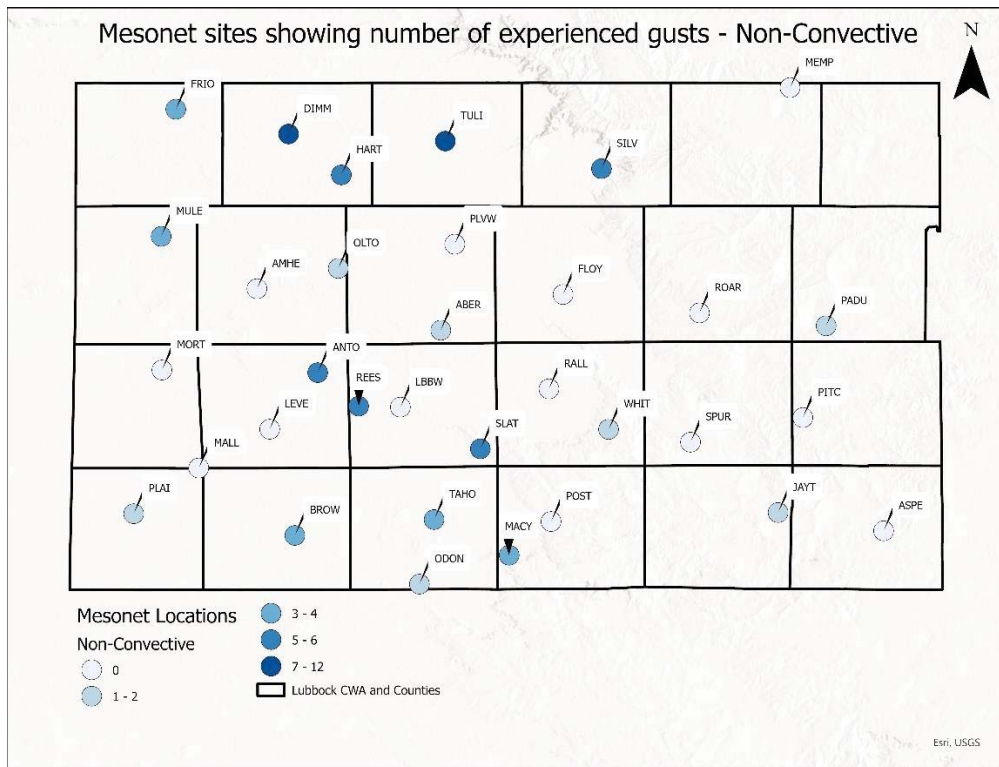 Mesonet sites showing number of experienced gusts - Non-Convective
N
MEMP
FRIO
DIMM
TULI
HART
SILV
MULE
PLVW
OLTO
AMHE
FLOY
ROAR
ABER
PADU
MORT
ANTO
REES
RALL
LBBW
LEVE
WHIT
PITC
SPUR
SLAT
MALL
PLAI
TAHO
POST
JAYT
BROW
MACY
ASPE
ODON
Mesonet Locations
Non-Convective
0
1 - 2
3 - 4
5 - 6
7 - 12
Lubbock CWA and Counties
Esri, USGS